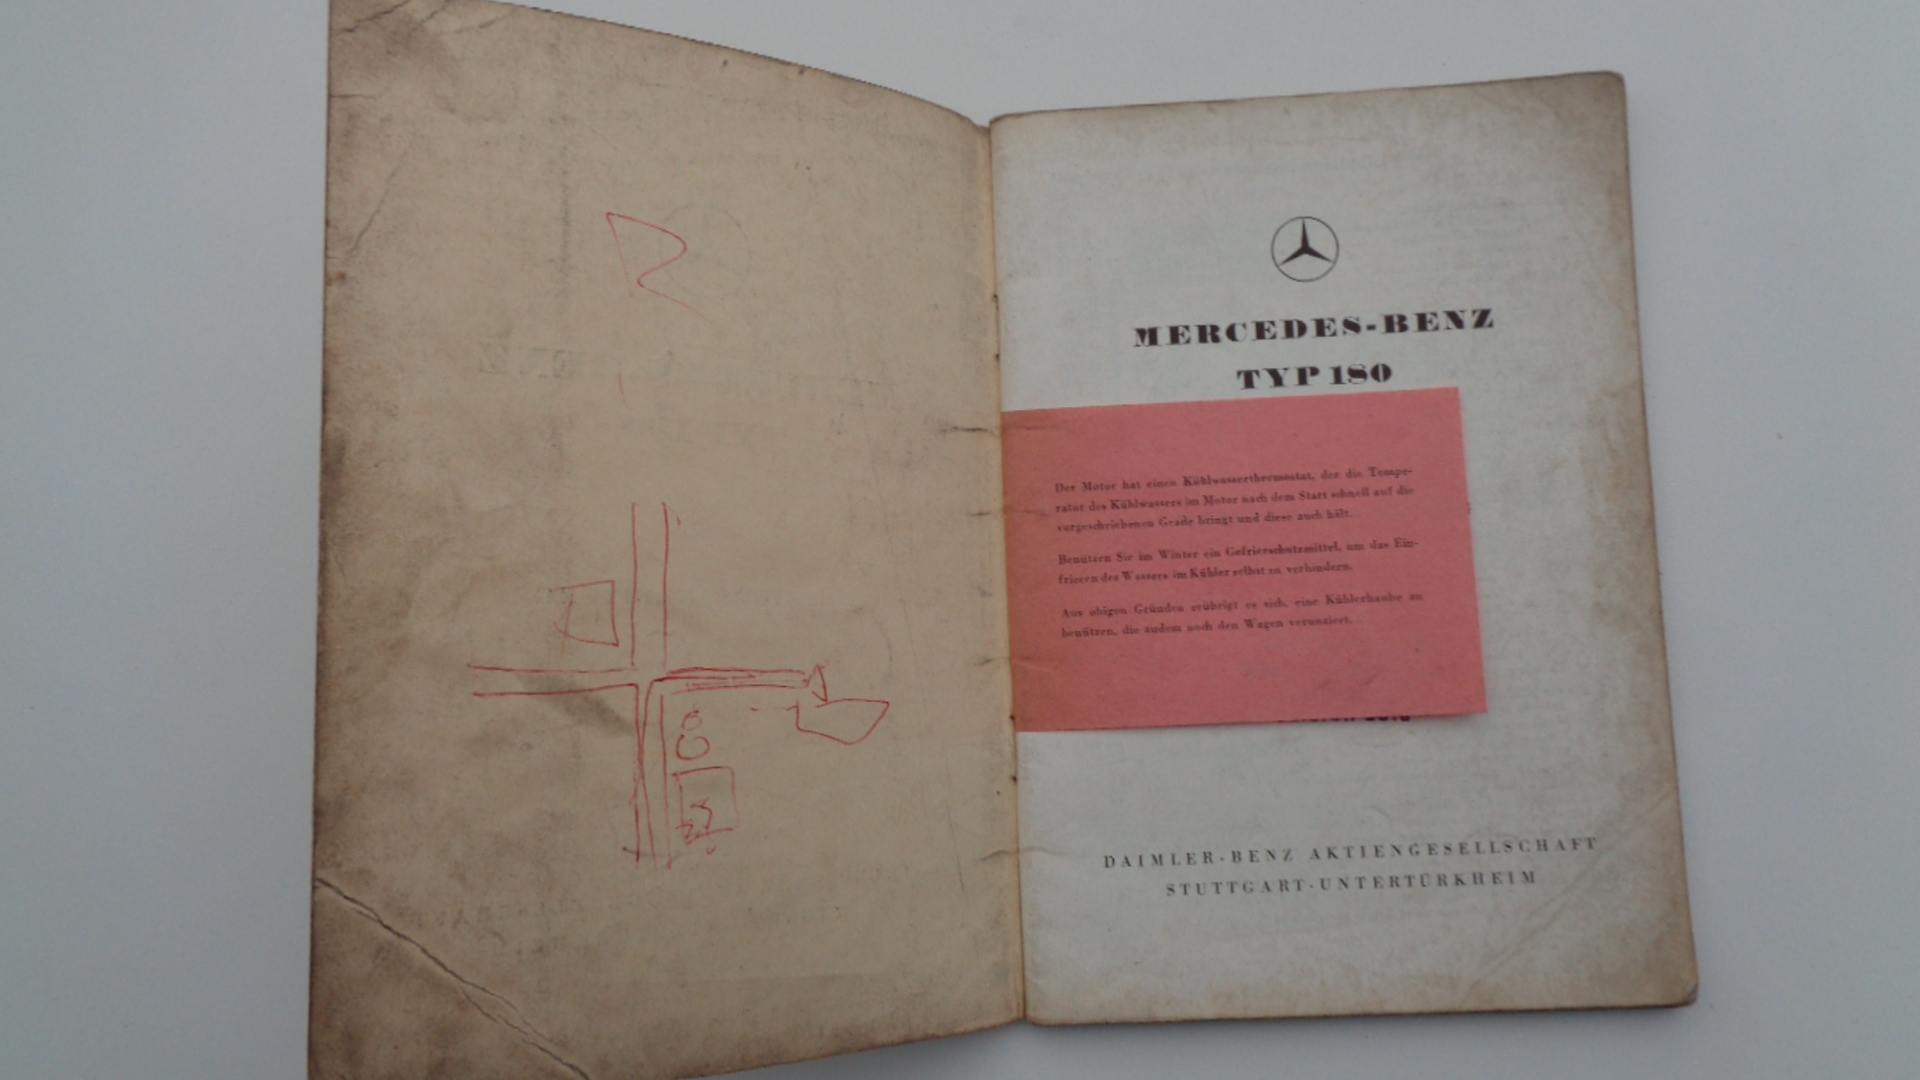 MERCEDES-BENZ
TYP 180
Der Motor hat einen Kühlwasserthermostat, der die Tempe-
ratur des Kühlwassers im Motor nach dem Start schnell auf die
vorgeschriebenen Grade bringt und diese auch hält.
Benützen Sie im Winter ein Gefrierschutzmittel, um das Ein-
frieren des Wassers im Kühler selbst zu verhindern.
Aus obigen Gründen erübrigt es sich, eine Kühlerhaube zu
benützen, die zudem noch den Wagen verunziert.
DAIMLER-BENZ AKTIENGESELLSCHAFT
STUTTGART-UNTERTÜRKHEIM